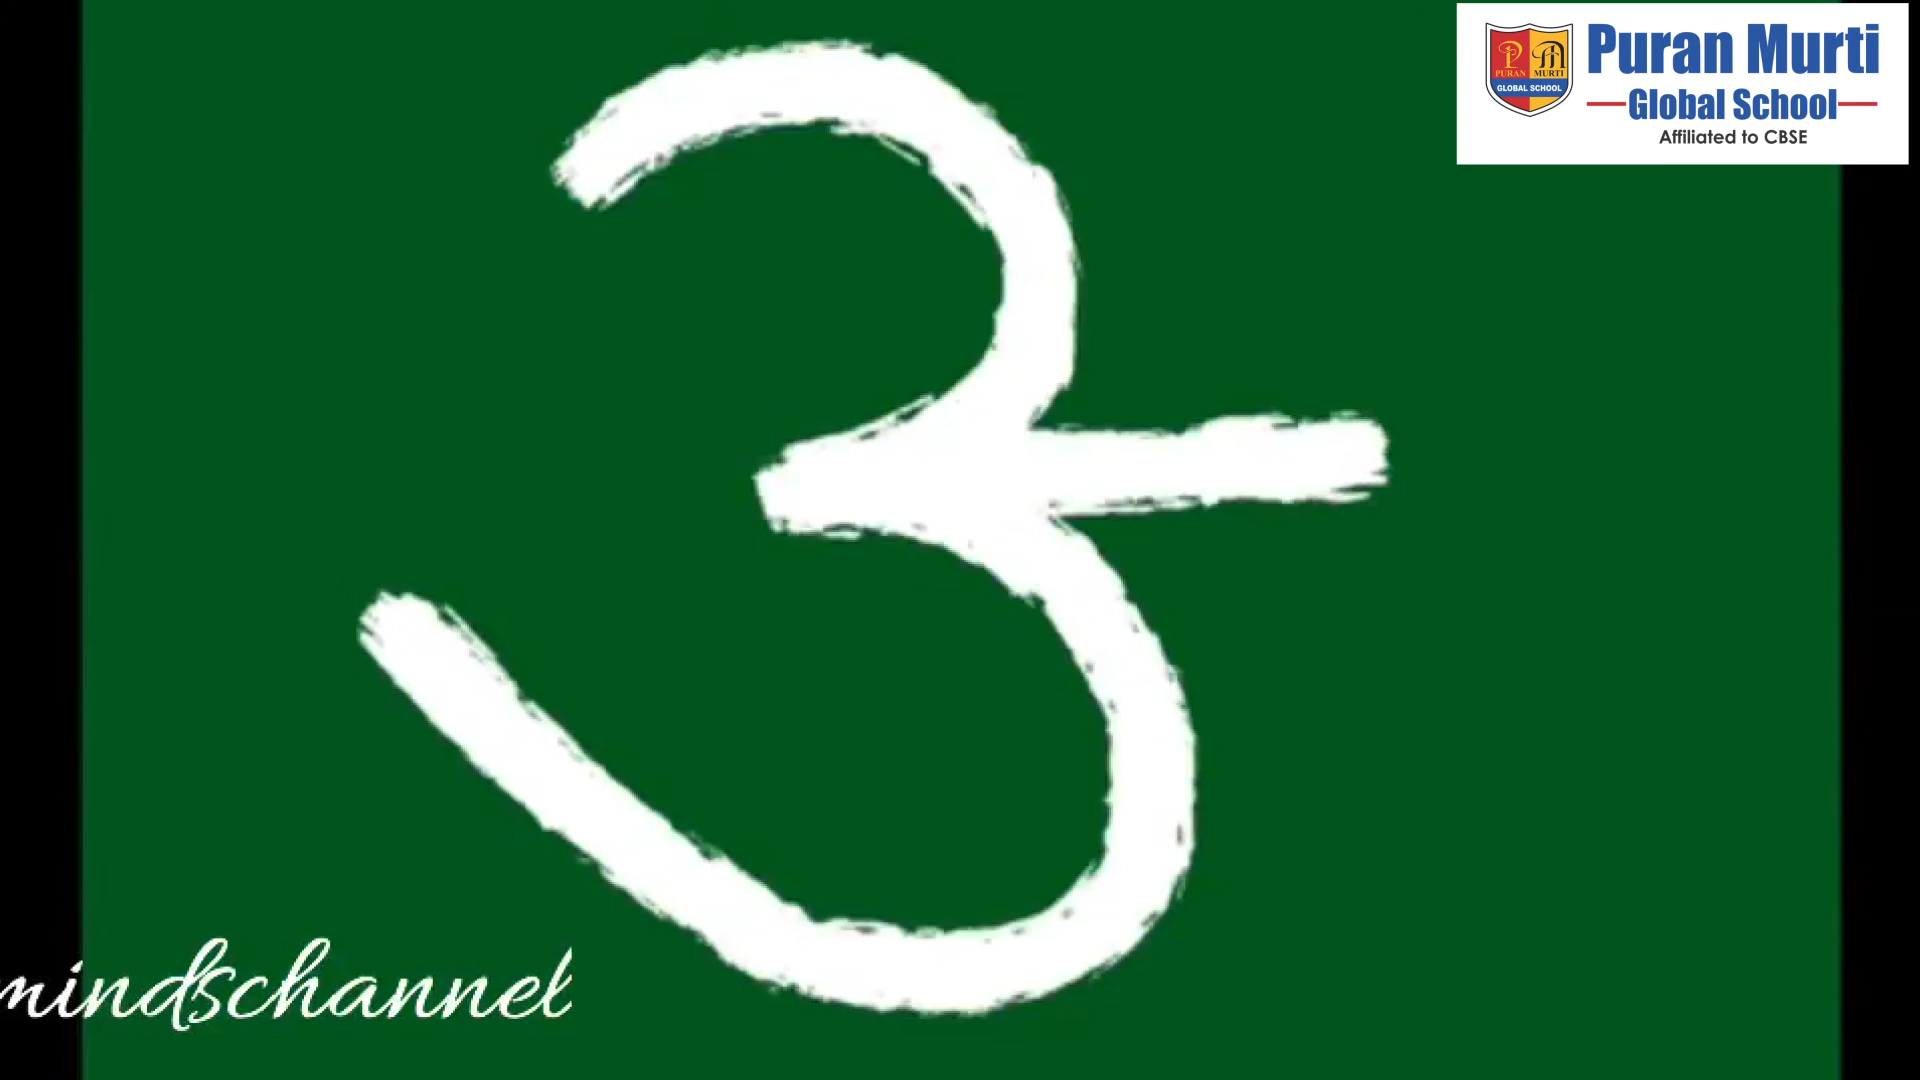 Puran Murti
Global School
Affiliated to CBSE
P M
PURAN MURTI
GLOBAL SCHOOL
mindschannel